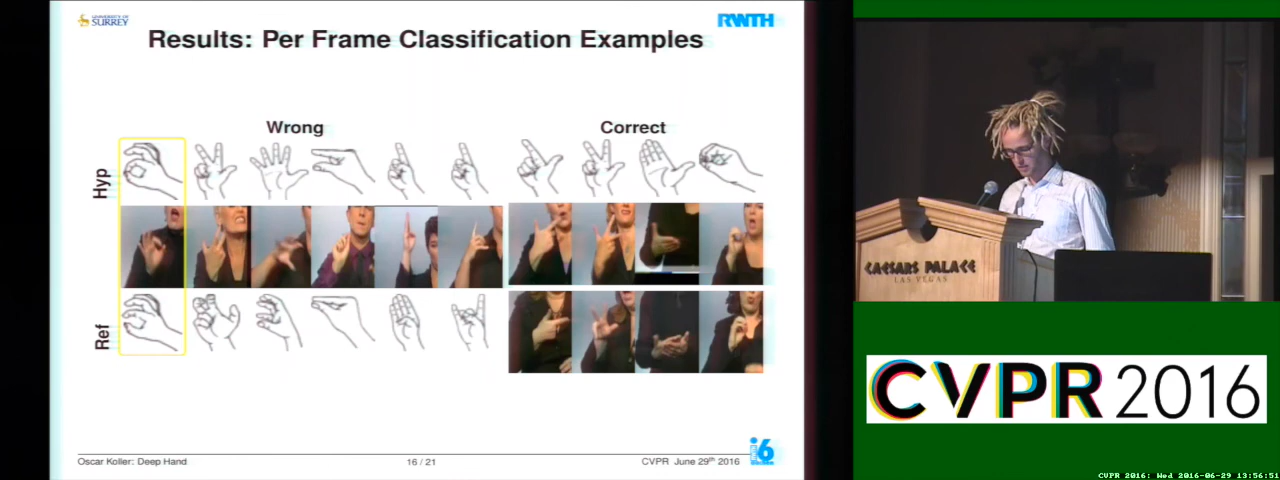 UNIVERSITY OF
SURREY
RWTH
Results: Per Frame Classification Examples
Wrong
Correct
Hyp
Ref
Oscar Koller: Deep Hand
16 / 21
CVPR June 29th 2016
i6
CAESARS PALACE
LAS VEGAS
CVPR 2016
CVPR 2016: Wed 2016-06-29 13:56:51